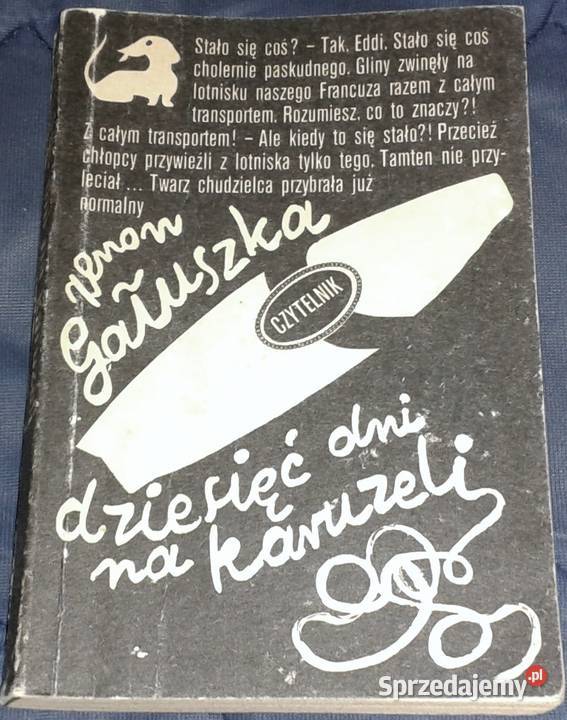 Stało się coś? – Tak, Eddi. Stało się coś
cholernie paskudnego. Gliny zwinęły na
lotnisku naszego Francuza razem z całym
transportem. Rozumiesz, co to znaczy?!
Z całym transportem! – Ale kiedy to się stało?! Przecież
chłopcy przywieźli z lotniska tylko tego. Tamten nie przy-
leciał ... Twarz chudzielca przybrała już
normalny
zenon
Gałuszka
CZYTELNIK
dziesięć dni
na karuzeli
Sprzedajemy.pl